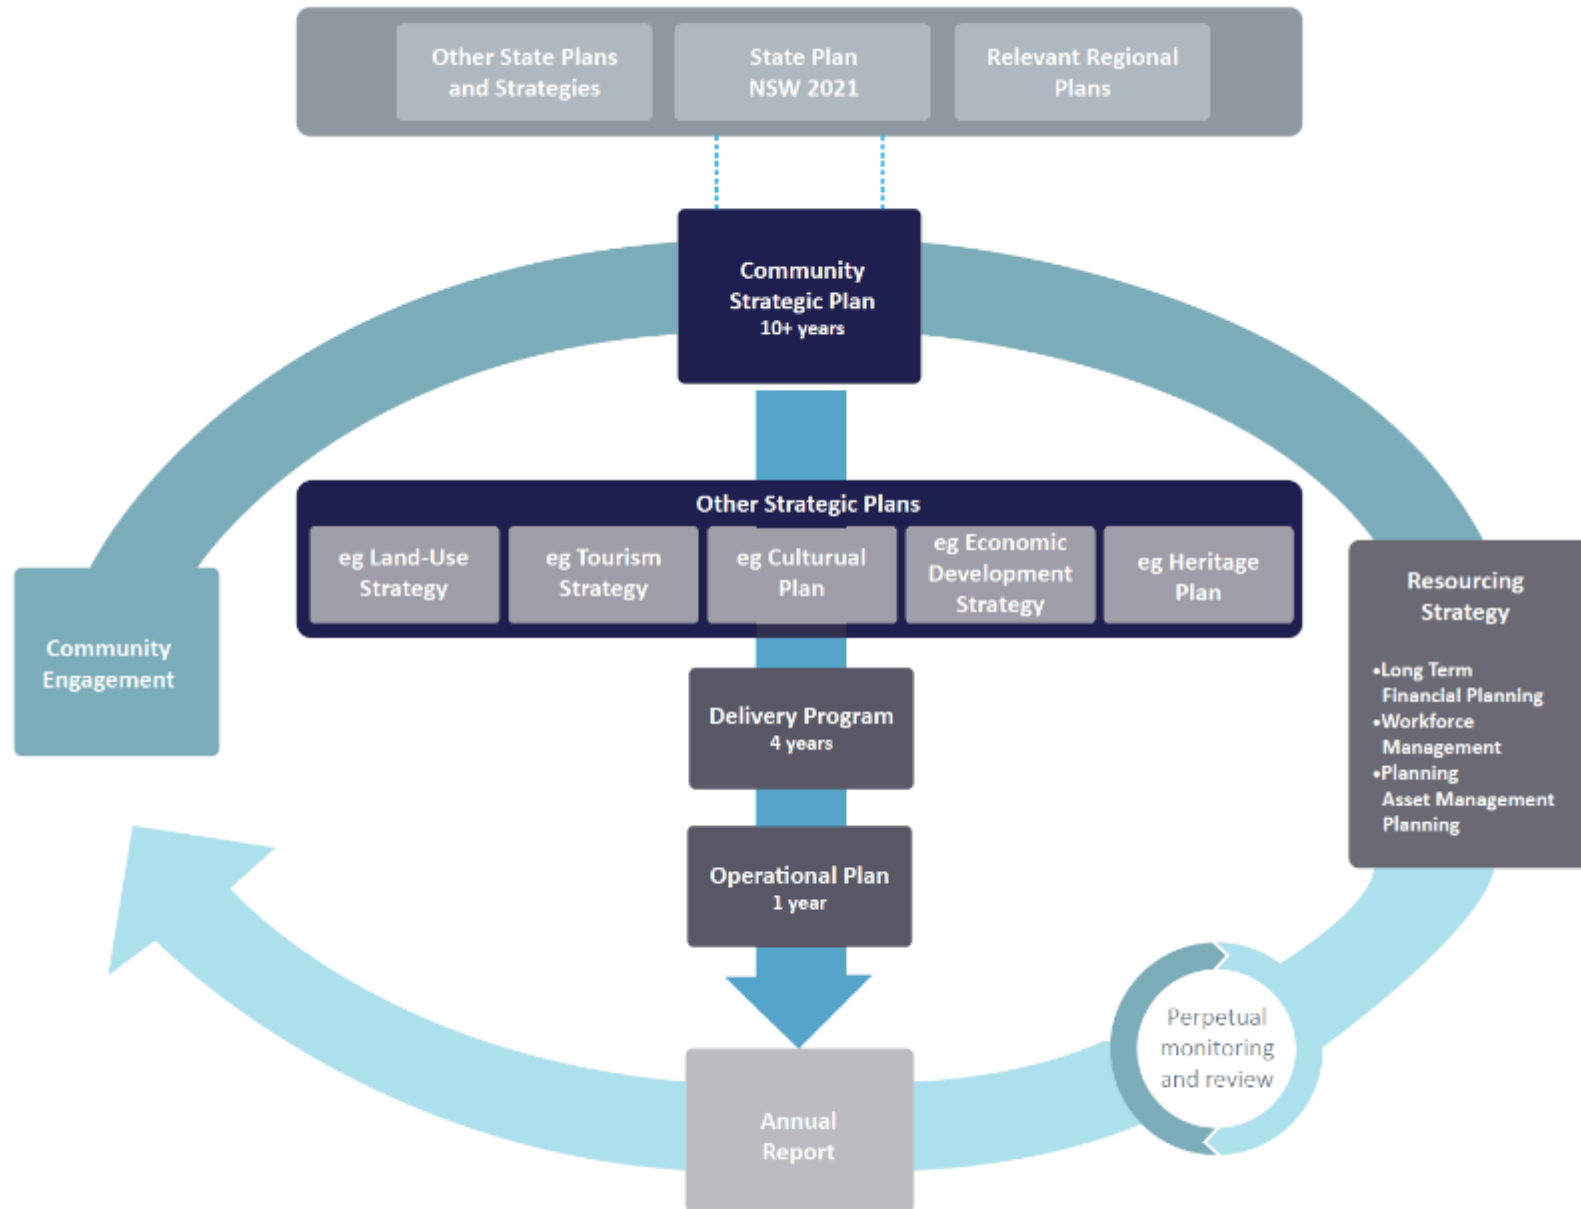 Other State Plans
and Strategies
State Plan
NSW 2021
Relevant Regional
Plans
Community
Strategic Plan
10+ years
Other Strategic Plans
eg Land-Use
Strategy
eg Tourism
Strategy
eg Culturual
Plan
eg Economic
Development
Strategy
eg Heritage
Plan
Community
Engagement
Resourcing
Strategy
•Long Term
Financial Planning
•Workforce
Management
•Planning
Asset Management
Planning
Delivery Program
4 years
Operational Plan
1 year
Perpetual
monitoring
and review
Annual
Report